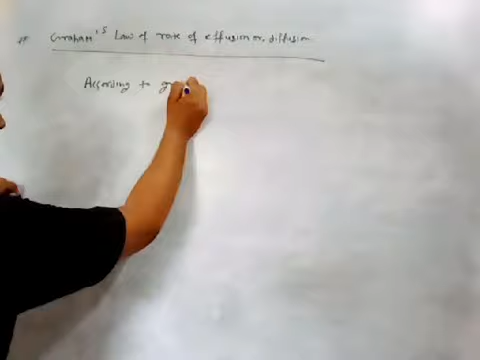 Graham's Law of rate of effusion or diffusion
According to g